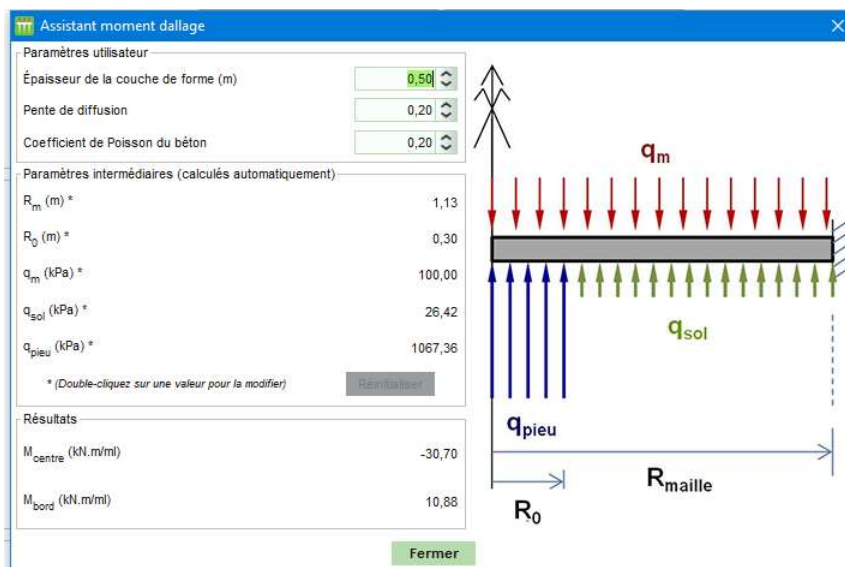 Assistant moment dallage
Paramètres utilisateur
Épaisseur de la couche de forme (m) 0,50
Pente de diffusion 0,20
Coefficient de Poisson du béton 0,20
Paramètres intermédiaires (calculés automatiquement)
Rm (m) * 1,13
R0 (m) * 0,30
qm (kPa) * 100,00
qsol (kPa) * 26,42
qpieu (kPa) * 1067,36
* (Double-cliquez sur une valeur pour la modifier) Réinitialiser
Résultats
Mcentre (kN.m/ml) -30,70
Mbord (kN.m/ml) 10,88
qm
qsol
qpieu
Rmaille
R0
Fermer